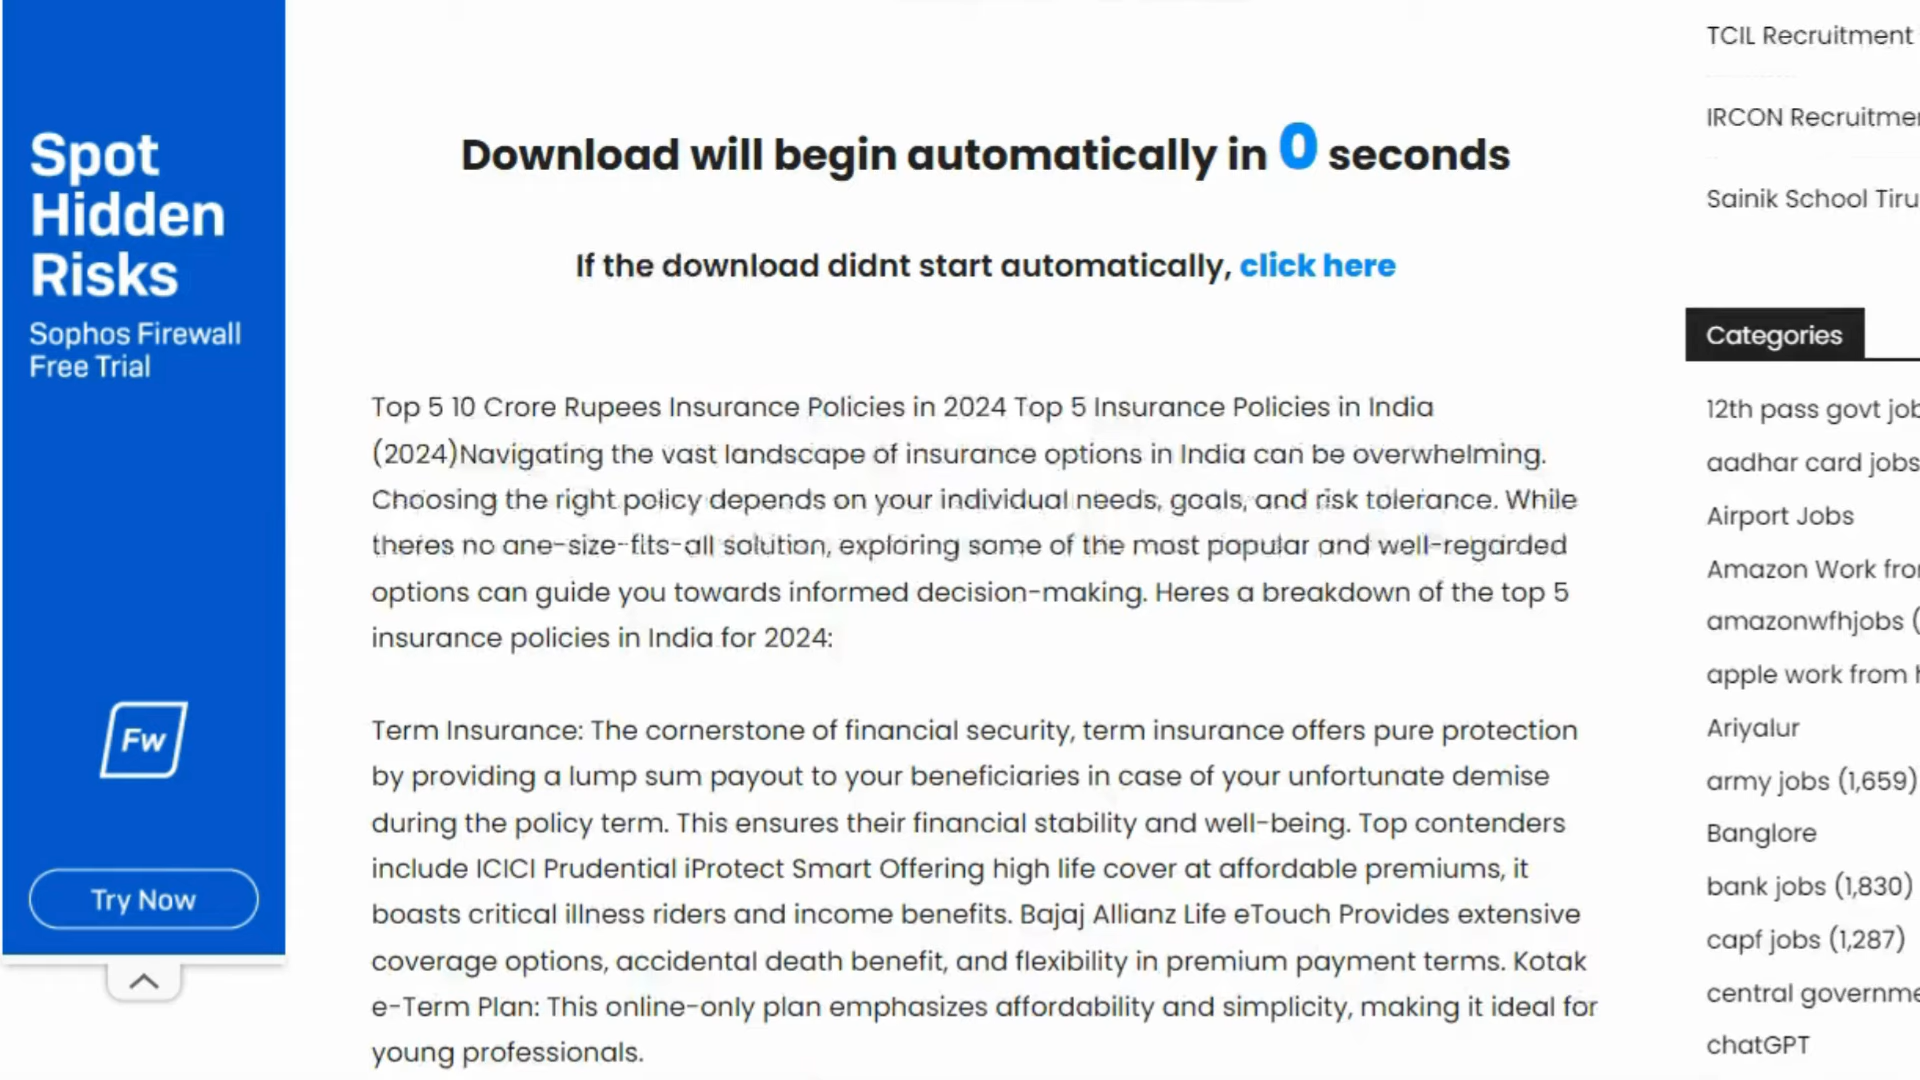 Spot
Hidden
Risks
Sophos Firewall
Free Trial
Fw
Try Now
Download will begin automatically in 0 seconds
If the download didnt start automatically, click here
Top 5 10 Crore Rupees Insurance Policies in 2024 Top 5 Insurance Policies in India
(2024)Navigating the vast landscape of insurance options in India can be overwhelming.
Choosing the right policy depends on your individual needs, goals, and risk tolerance. While
theres no one-size-fits-all solution, exploring some of the most popular and well-regarded
options can guide you towards informed decision-making. Heres a breakdown of the top 5
insurance policies in India for 2024:
Term Insurance: The cornerstone of financial security, term insurance offers pure protection
by providing a lump sum payout to your beneficiaries in case of your unfortunate demise
during the policy term. This ensures their financial stability and well-being. Top contenders
include ICICI Prudential iProtect Smart Offering high life cover at affordable premiums, it
boasts critical illness riders and income benefits. Bajaj Allianz Life eTouch Provides extensive
coverage options, accidental death benefit, and flexibility in premium payment terms. Kotak
e-Term Plan: This online-only plan emphasizes affordability and simplicity, making it ideal for
young professionals.
TCIL Recruitment
IRCON Recruitme
Sainik School Tiru
Categories
12th pass govt job
aadhar card jobs
Airport Jobs
Amazon Work fro
amazonwfhjobs (
apple work from
Ariyalur
army jobs (1,659)
Banglore
bank jobs (1,830)
capf jobs (1,287)
central governme
chatGPT